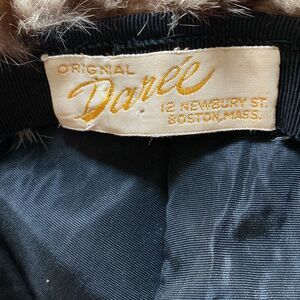 ORIGINAL
Darée
12 NEWBURY ST.
BOSTON, MASS.